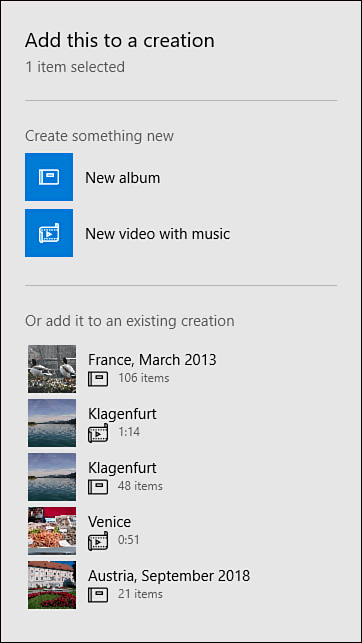 Add this to a creation
1 item selected
Create something new
New album
New video with music
Or add it to an existing creation
France, March 2013
106 items
Klagenfurt
1:14
Klagenfurt
48 items
Venice
0:51
Austria, September 2018
21 items